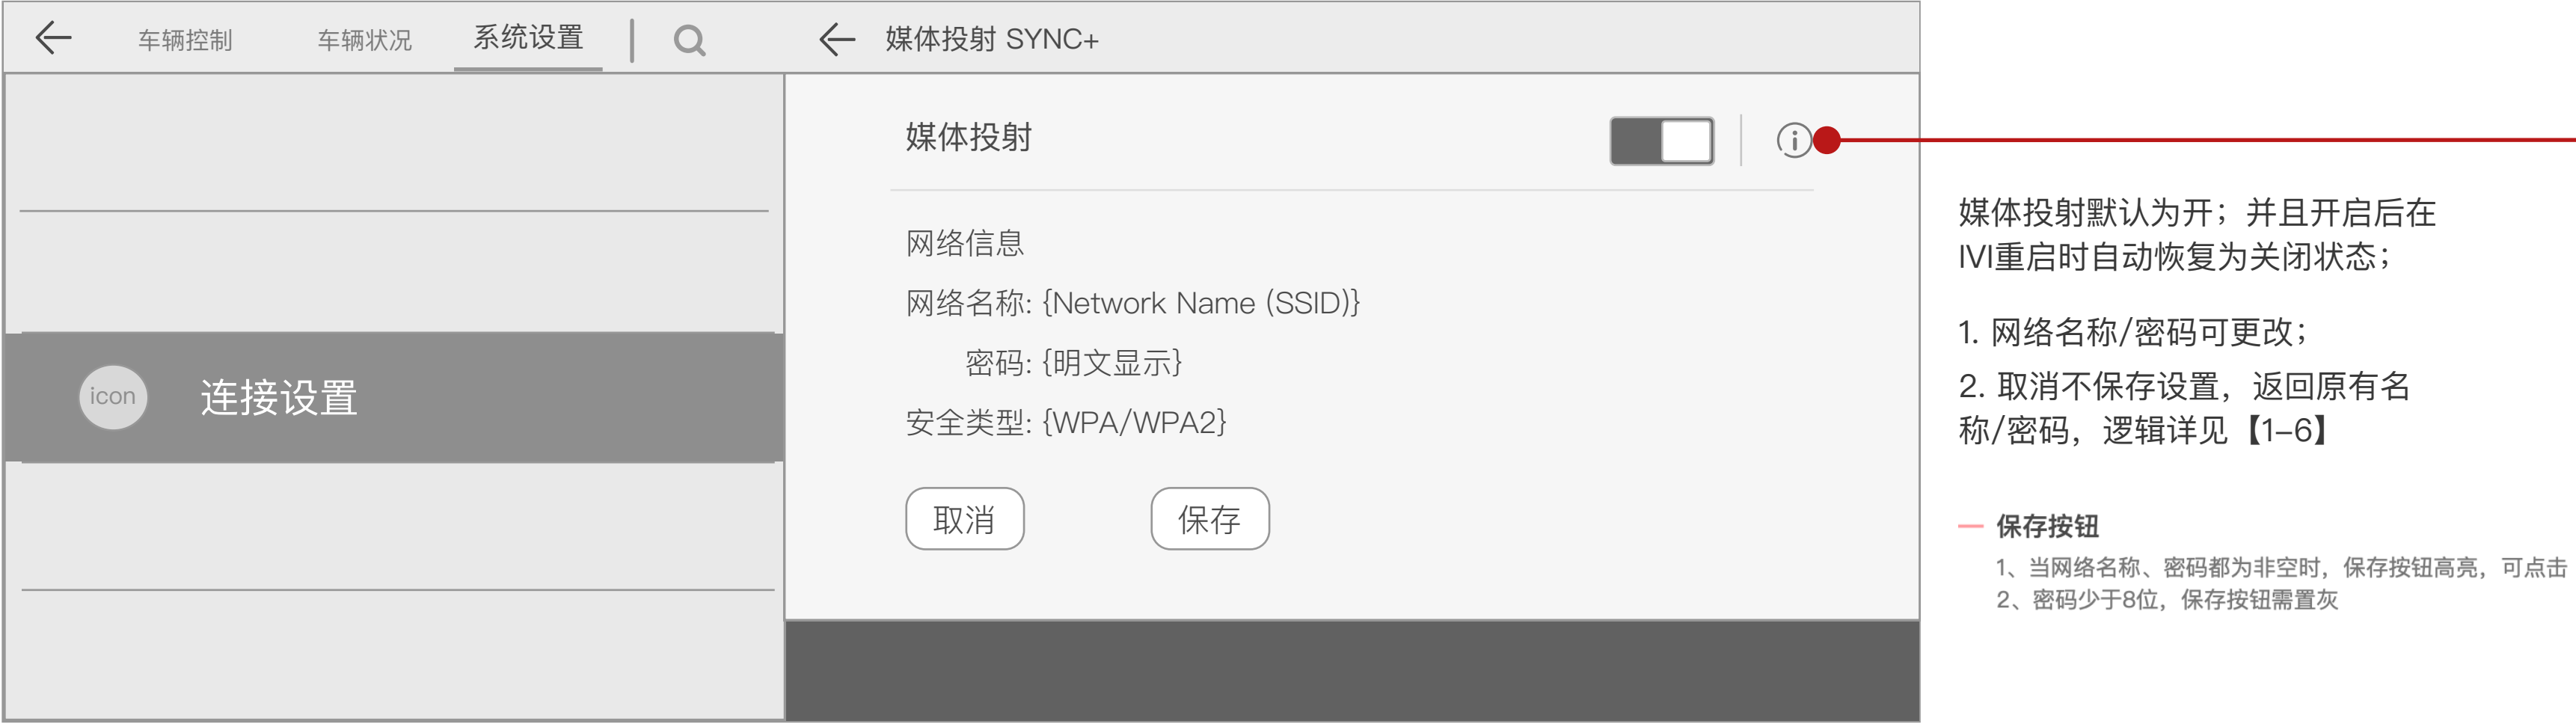 车辆控制
车辆状况
系统设置
媒体投射 SYNC+
媒体投射
网络信息
网络名称: {Network Name (SSID)}
密码: {明文显示}
安全类型: {WPA/WPA2}
取消
保存
icon
连接设置
媒体投射默认为开；并且开启后在
IVI重启时自动恢复为关闭状态；
1. 网络名称/密码可更改；
2. 取消不保存设置，返回原有名
称/密码，逻辑详见【1-6】
保存按钮
1、当网络名称、密码都为非空时，保存按钮高亮，可点击
2、密码少于8位，保存按钮需置灰